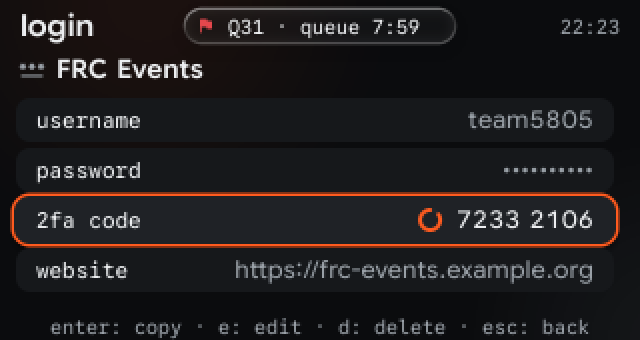 login
Q31 · queue 7:59
22:23
FRC Events
username team5805
password ••••••••••
2fa code 7233 2106
website https://frc-events.example.org
enter: copy · e: edit · d: delete · esc: back